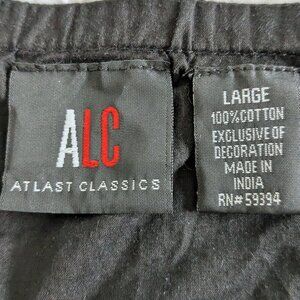 ALC
ATLAST CLASSICS
LARGE
100%COTTON
EXCLUSIVE OF
DECORATION
MADE IN
INDIA
RN# 59394